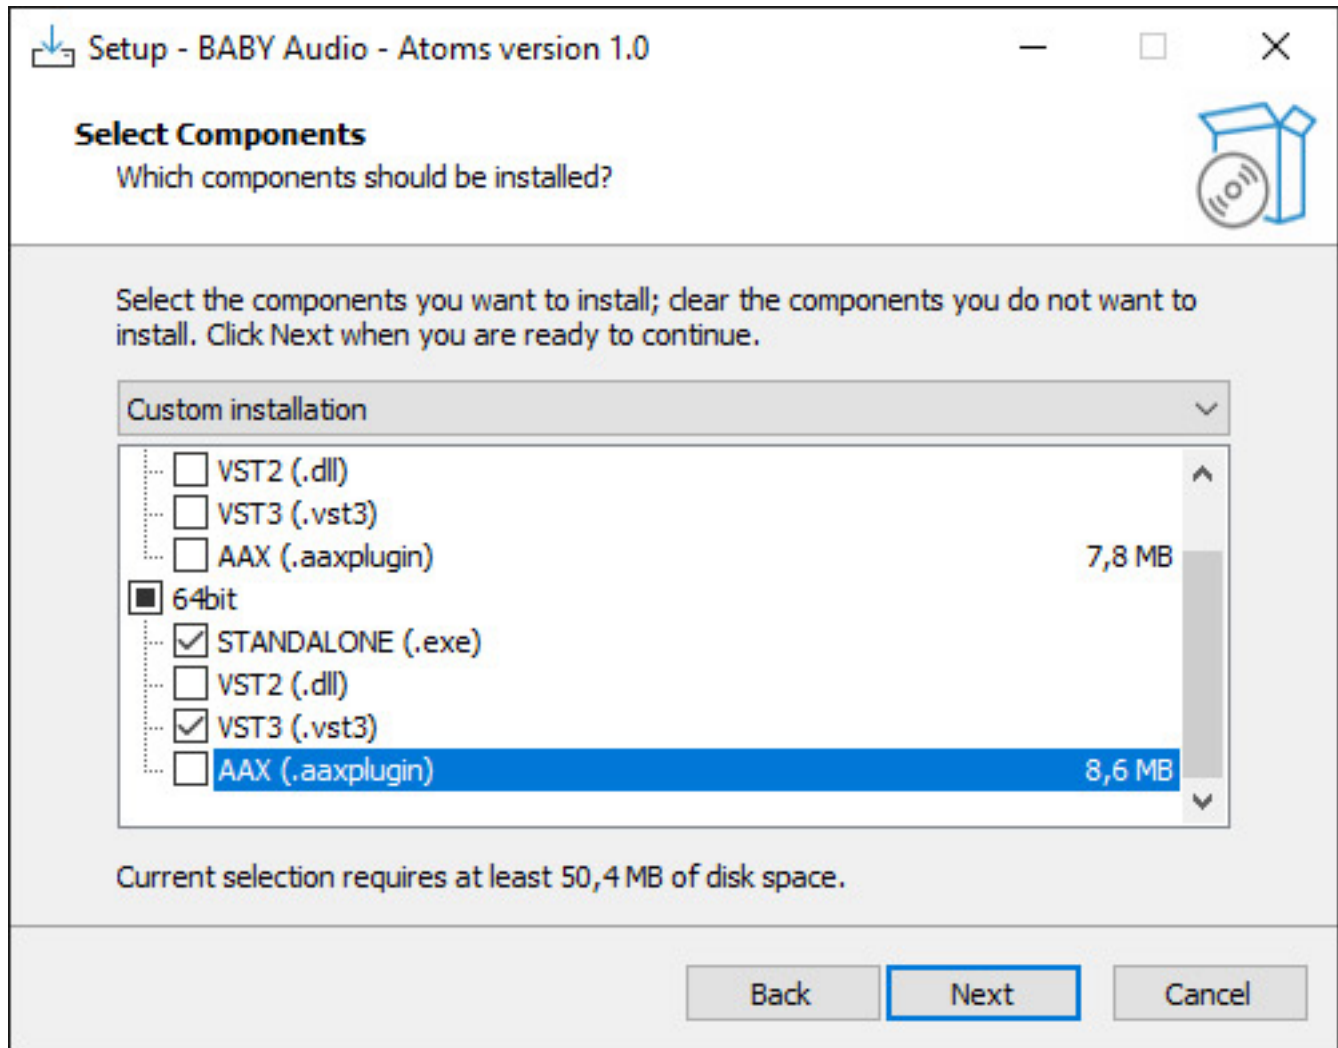 Setup - BABY Audio - Atoms version 1.0
Select Components
Which components should be installed?
Select the components you want to install; clear the components you do not want to
install. Click Next when you are ready to continue.
Custom installation
VST2 (.dll)
VST3 (.vst3)
AAX (.aaxplugin) 7,8 MB
64bit
STANDALONE (.exe)
VST2 (.dll)
VST3 (.vst3)
AAX (.aaxplugin) 8,6 MB
Current selection requires at least 50,4 MB of disk space.
Back Next Cancel